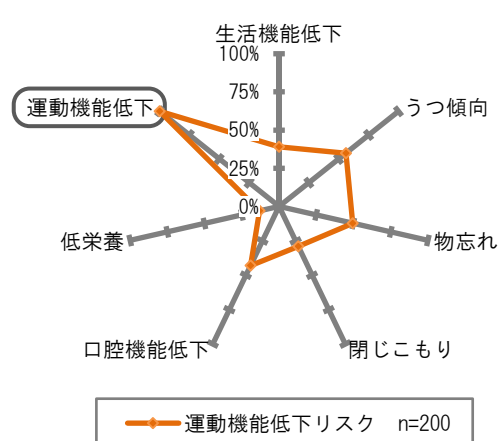 生活機能低下
100%
75%
50%
25%
0%
うつ傾向
物忘れ
閉じこもり
口腔機能低下
低栄養
運動機能低下
運動機能低下リスク n=200